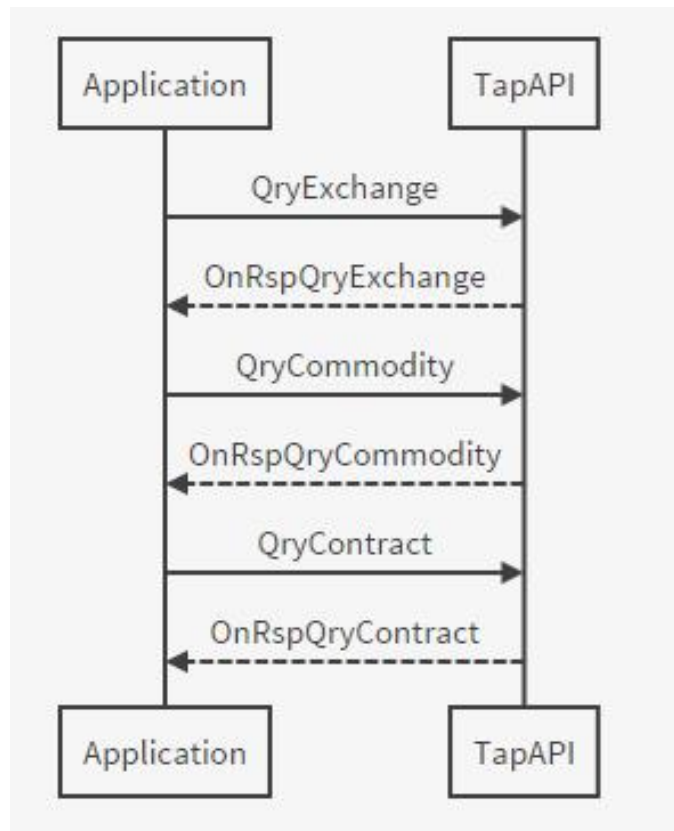 Application
TapAPI
QryExchange
OnRspQryExchange
QryCommodity
OnRspQryCommodity
QryContract
OnRspQryContract
Application
TapAPI